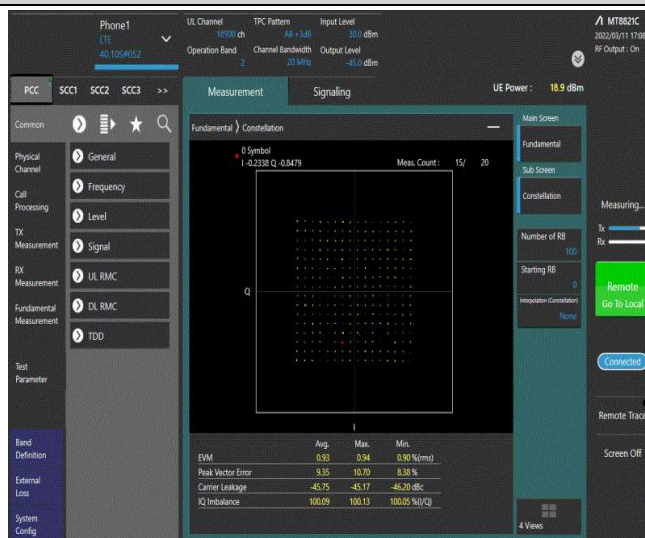 Phone1
LTE
40.10S#052
UL Channel TPC Pattern Input Level
18900 ch All +3dB 30.0 dBm
Operation Band Channel Bandwidth Output Level
2 20 MHz -45.0 dBm
MT8821C
2022/03/11 17:08
RF Output : On
PCC SCC1 SCC2 SCC3 >>
Measurement Signaling
UE Power : 18.9 dBm
Common
Physical
Channel
Call
Processing
TX
Measurement
RX
Measurement
Fundamental
Measurement
Test
Parameter
Band
Definition
External
Loss
System
Config
General
Frequency
Level
Signal
UL RMC
DL RMC
TDD
Fundamental 〉 Constellation
0 Symbol
I -0.2338 Q -0.8479 Meas. Count : 15/ 20
Q
I
Avg. Max. Min.
EVM 0.93 0.94 0.90 %(rms)
Peak Vector Error 9.35 10.70 8.38 %
Carrier Leakage -45.75 -45.17 -46.20 dBc
IQ Imbalance 100.09 100.13 100.05 %(I/Q)
Main Screen
Fundamental
Sub Screen
Constellation
Number of RB
100
Starting RB
0
Interpolation (Constellation)
None
4 Views
Measuring...
Tx
Rx
Remote
Go To Local
Connected
Remote Trace
Screen Off